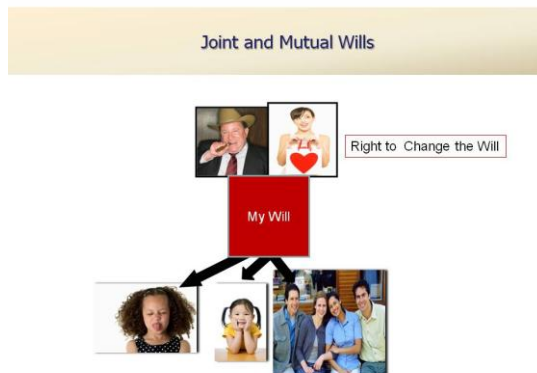 Joint and Mutual Wills
Right to Change the Will
My Will